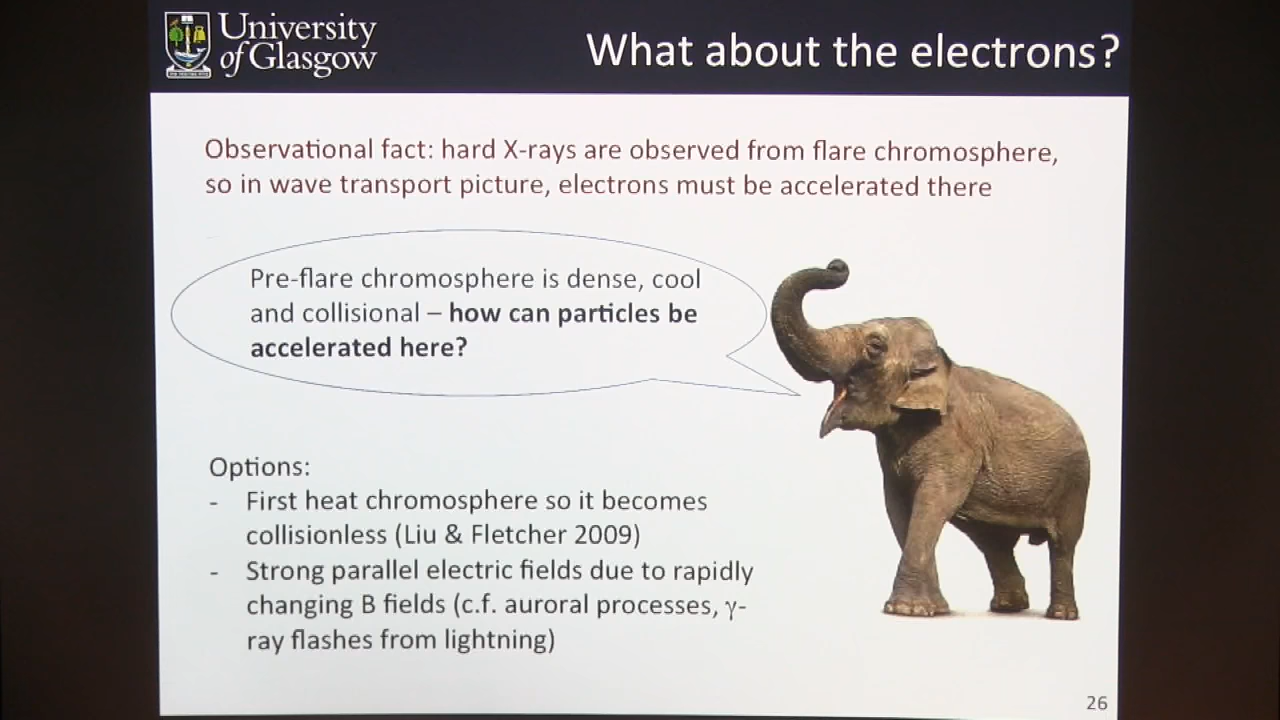 University
of Glasgow
What about the electrons?
Observational fact: hard X-rays are observed from flare chromosphere,
so in wave transport picture, electrons must be accelerated there
Pre-flare chromosphere is dense, cool
and collisional – how can particles be
accelerated here?
Options:
- First heat chromosphere so it becomes
collisionless (Liu & Fletcher 2009)
- Strong parallel electric fields due to rapidly
changing B fields (c.f. auroral processes, γ-
ray flashes from lightning)
26